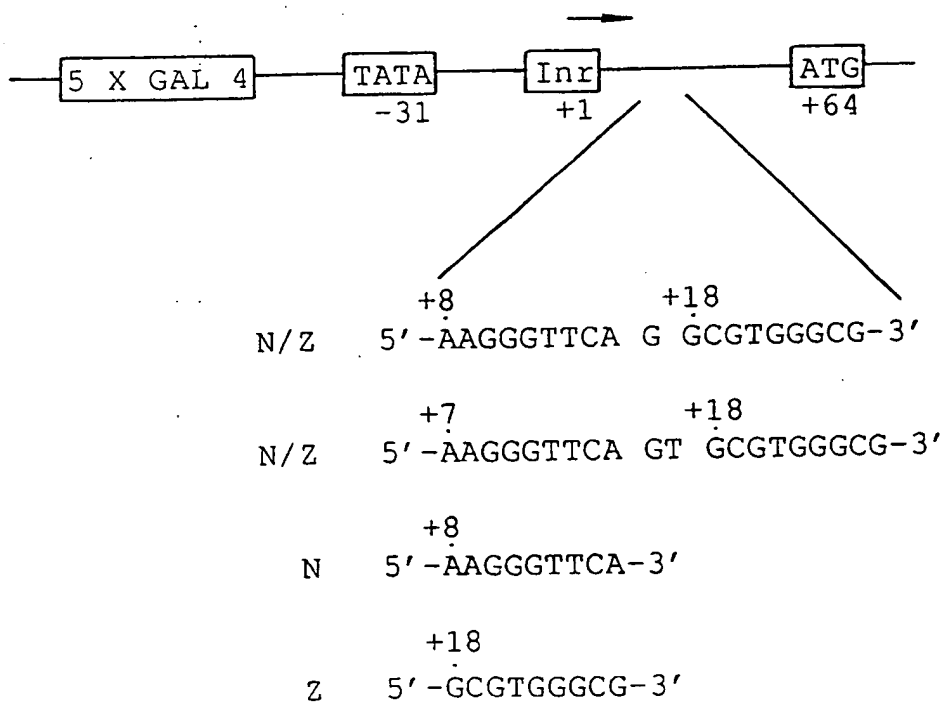 5 X GAL 4 TATA Inr ATG
-31 +1 +64
+8 +18
N/Z 5'-AAGGGTTCA G GCGTGGGCG-3'
+7 +18
N/Z 5'-AAGGGTTCA GT GCGTGGGCG-3'
+8
N 5'-AAGGGTTCA-3'
+18
Z 5'-GCGTGGGCG-3'